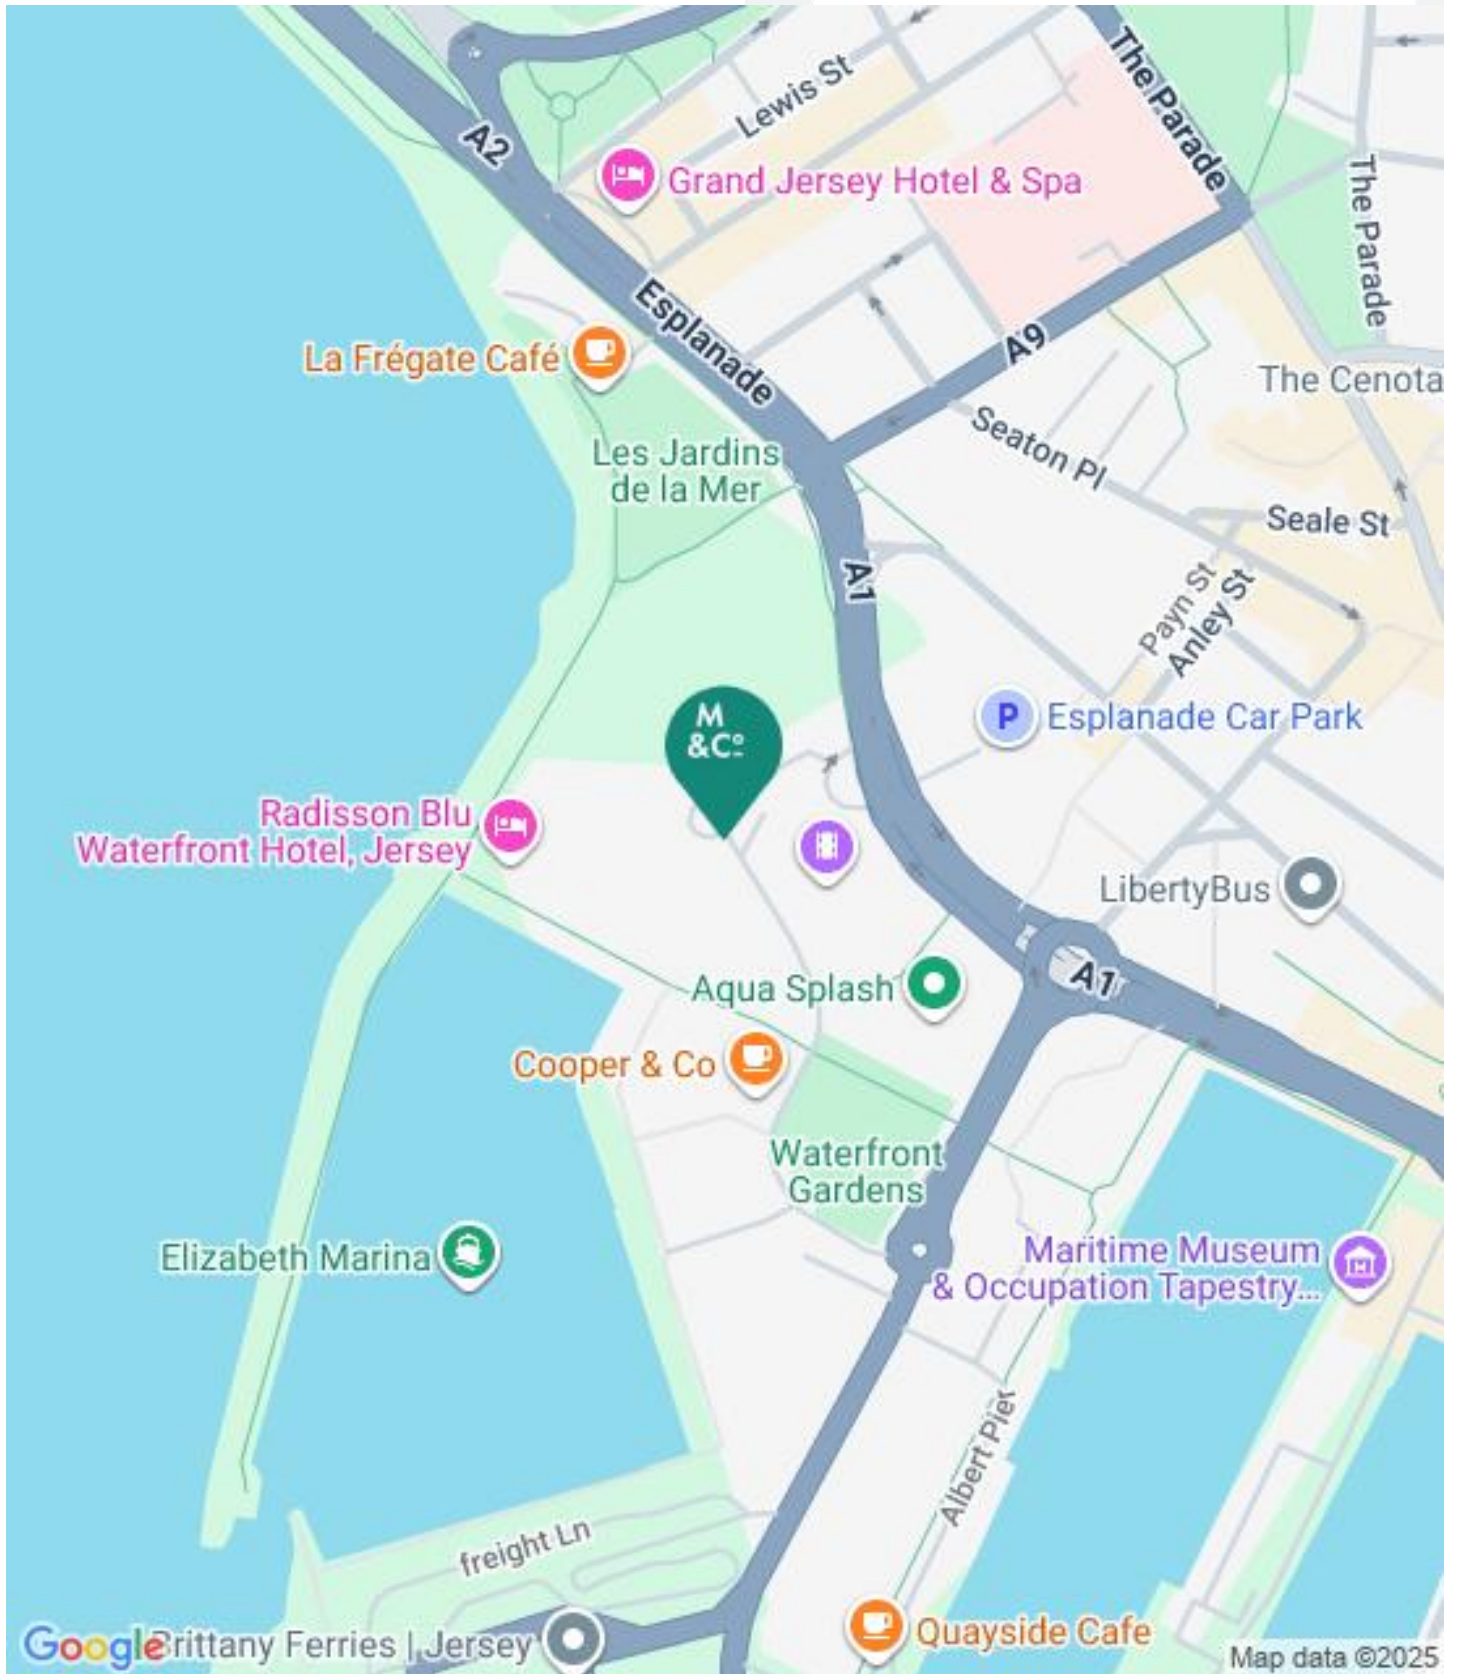 The Parade
Lewis St
A2
Grand Jersey Hotel & Spa
The Parade
Esplanade
A9
La Frégate Café
The Cenota
Seaton Pl
Les Jardins
de la Mer
Seale St
A1
Payn St
Anley St
M
&Co
P
Esplanade Car Park
Radisson Blu
Waterfront Hotel, Jersey
LibertyBus
Aqua Splash
A1
Cooper & Co
Waterfront
Gardens
Elizabeth Marina
Maritime Museum
& Occupation Tapestry...
Albert Pier
freight Ln
Google
Brittany Ferries | Jersey
Quayside Cafe
Map data ©2025